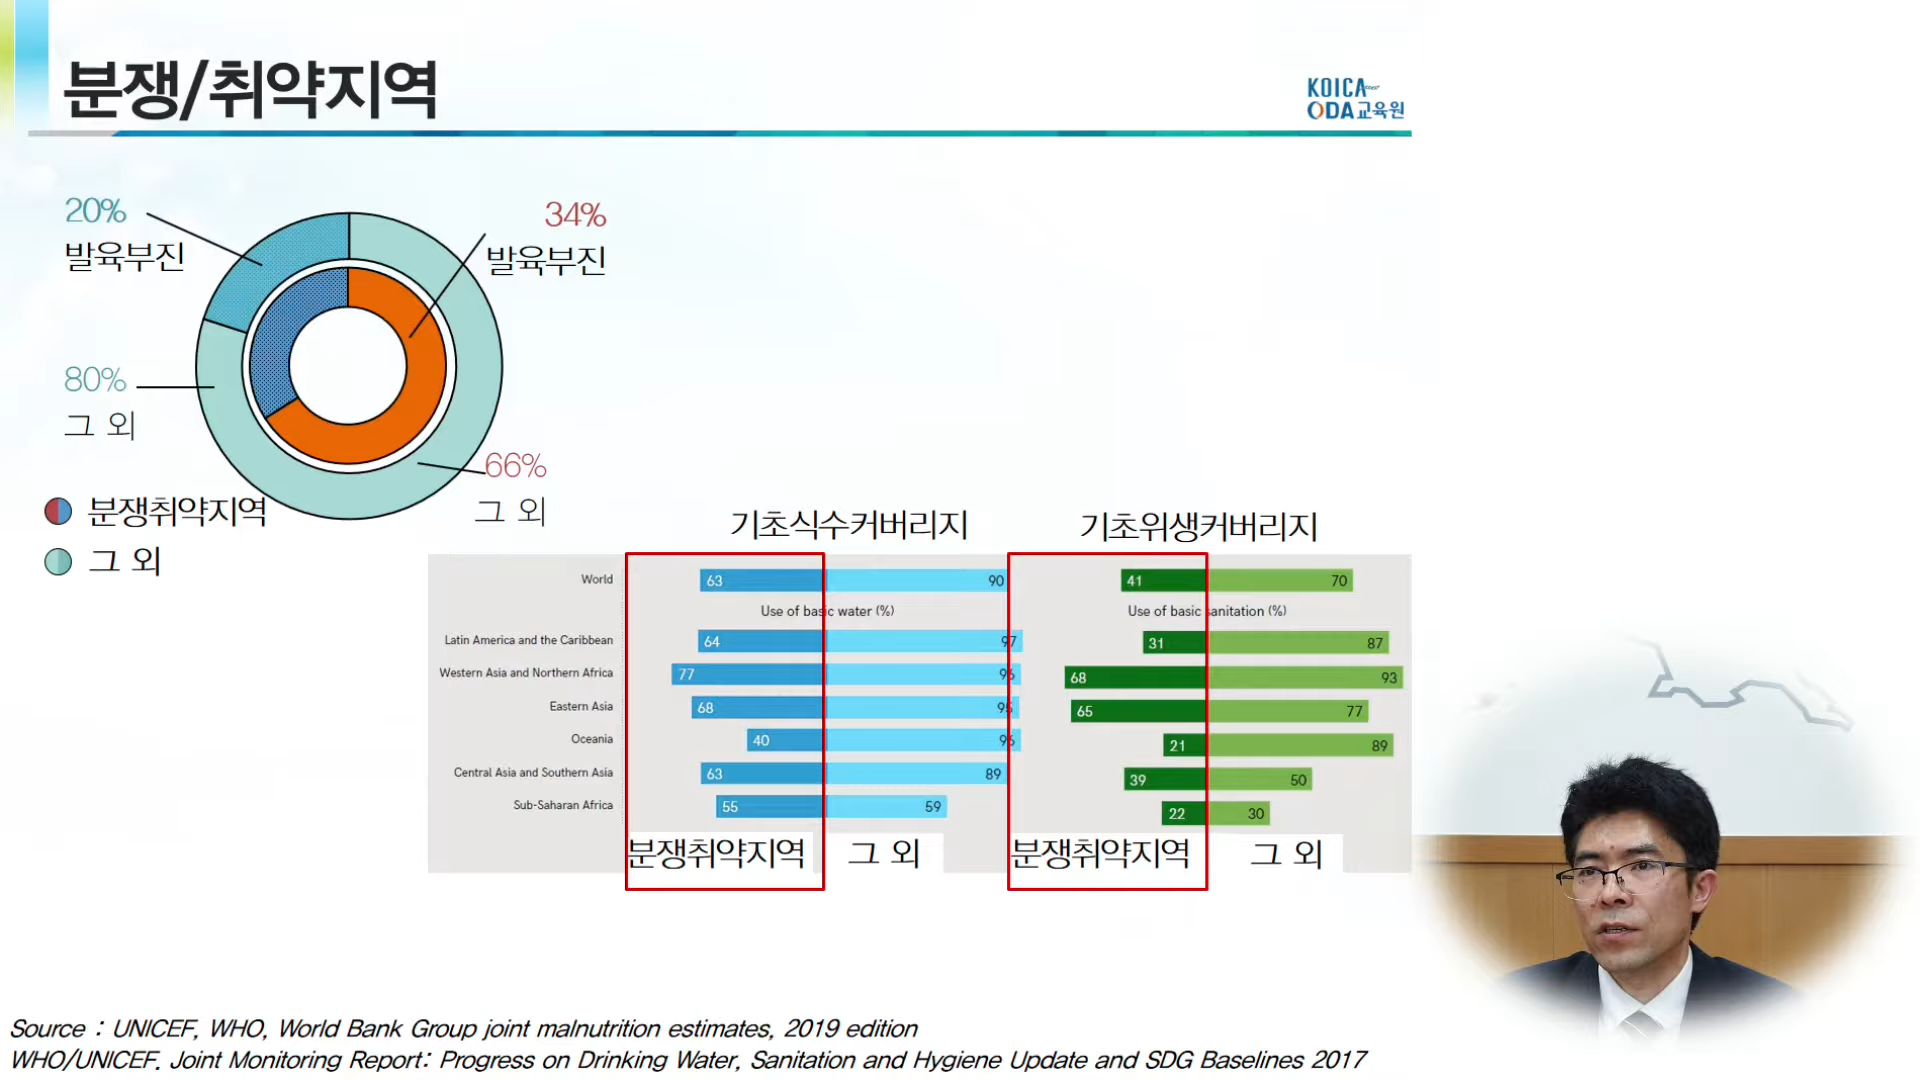 분쟁/취약지역
KOICA
ODA교육원
20%
발육부진
34%
발육부진
80%
그 외
66%
그 외
분쟁취약지역
그 외
기초식수커버리지
기초위생커버리지
World 63 90 41 70
Use of basic water (%) Use of basic sanitation (%)
Latin America and the Caribbean 64 97 31 87
Western Asia and Northern Africa 77 96 68 93
Eastern Asia 68 95 65 77
Oceania 40 96 21 89
Central Asia and Southern Asia 63 89 39 50
Sub-Saharan Africa 55 59 22 30
분쟁취약지역 그 외 분쟁취약지역 그 외
Source : UNICEF, WHO, World Bank Group joint malnutrition estimates, 2019 edition
WHO/UNICEF. Joint Monitoring Report: Progress on Drinking Water, Sanitation and Hygiene Update and SDG Baselines 2017